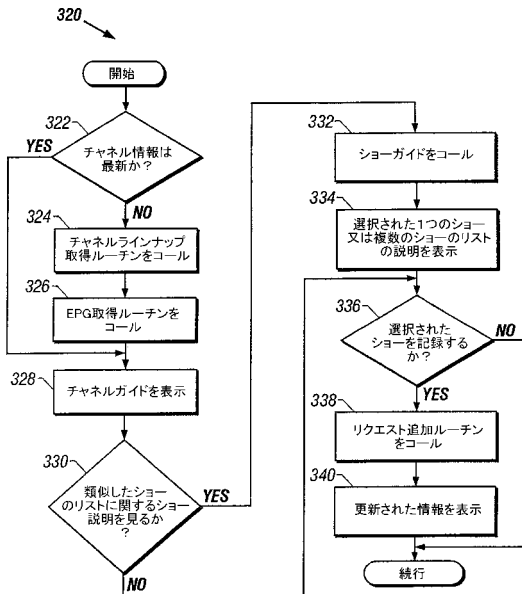 320
開始
322
チャネル情報は
最新か?
YES
NO
324
チャネルラインナップ
取得ルーチンをコール
326
EPG取得ルーチンを
コール
328
チャネルガイドを表示
330
類似したショー
のリストに関するショー
説明を見るか
?
YES
NO
332
ショーガイドをコール
334
選択された1つのショー
又は複数のショーのリスト
の説明を表示
336
選択された
ショーを記録する
か?
NO
YES
338
リクエスト追加ルーチン
をコール
340
更新された情報を表示
続行